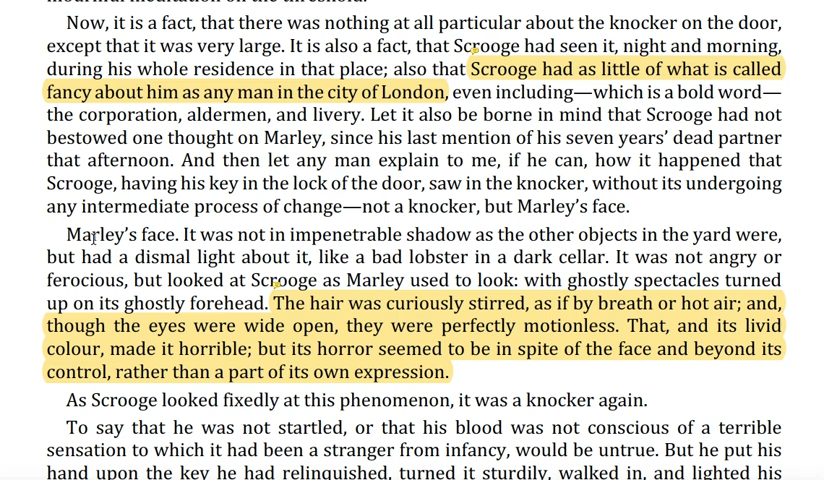 mournful meditation on the threshold.
Now, it is a fact, that there was nothing at all particular about the knocker on the door,
except that it was very large. It is also a fact, that Scrooge had seen it, night and morning,
during his whole residence in that place; also that Scrooge had as little of what is called
fancy about him as any man in the city of London, even including—which is a bold word—
the corporation, aldermen, and livery. Let it also be borne in mind that Scrooge had not
bestowed one thought on Marley, since his last mention of his seven years’ dead partner
that afternoon. And then let any man explain to me, if he can, how it happened that
Scrooge, having his key in the lock of the door, saw in the knocker, without its undergoing
any intermediate process of change—not a knocker, but Marley’s face.
Marley’s face. It was not in impenetrable shadow as the other objects in the yard were,
but had a dismal light about it, like a bad lobster in a dark cellar. It was not angry or
ferocious, but looked at Scrooge as Marley used to look: with ghostly spectacles turned
up on its ghostly forehead. The hair was curiously stirred, as if by breath or hot air; and,
though the eyes were wide open, they were perfectly motionless. That, and its livid
colour, made it horrible; but its horror seemed to be in spite of the face and beyond its
control, rather than a part of its own expression.
As Scrooge looked fixedly at this phenomenon, it was a knocker again.
To say that he was not startled, or that his blood was not conscious of a terrible
sensation to which it had been a stranger from infancy, would be untrue. But he put his
hand upon the key he had relinquished, turned it sturdily, walked in, and lighted his